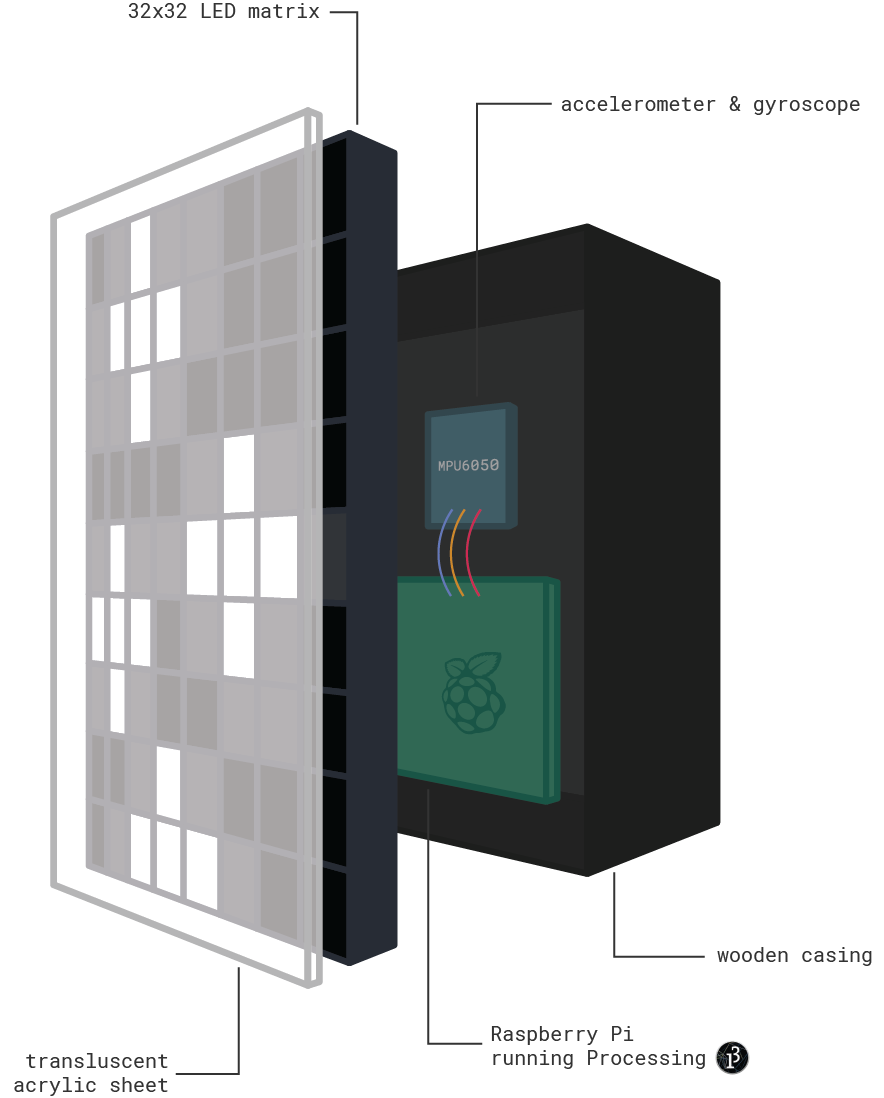 32x32 LED matrix
accelerometer & gyroscope
MPU6050
wooden casing
Raspberry Pi
running Processing
transluscent
acrylic sheet